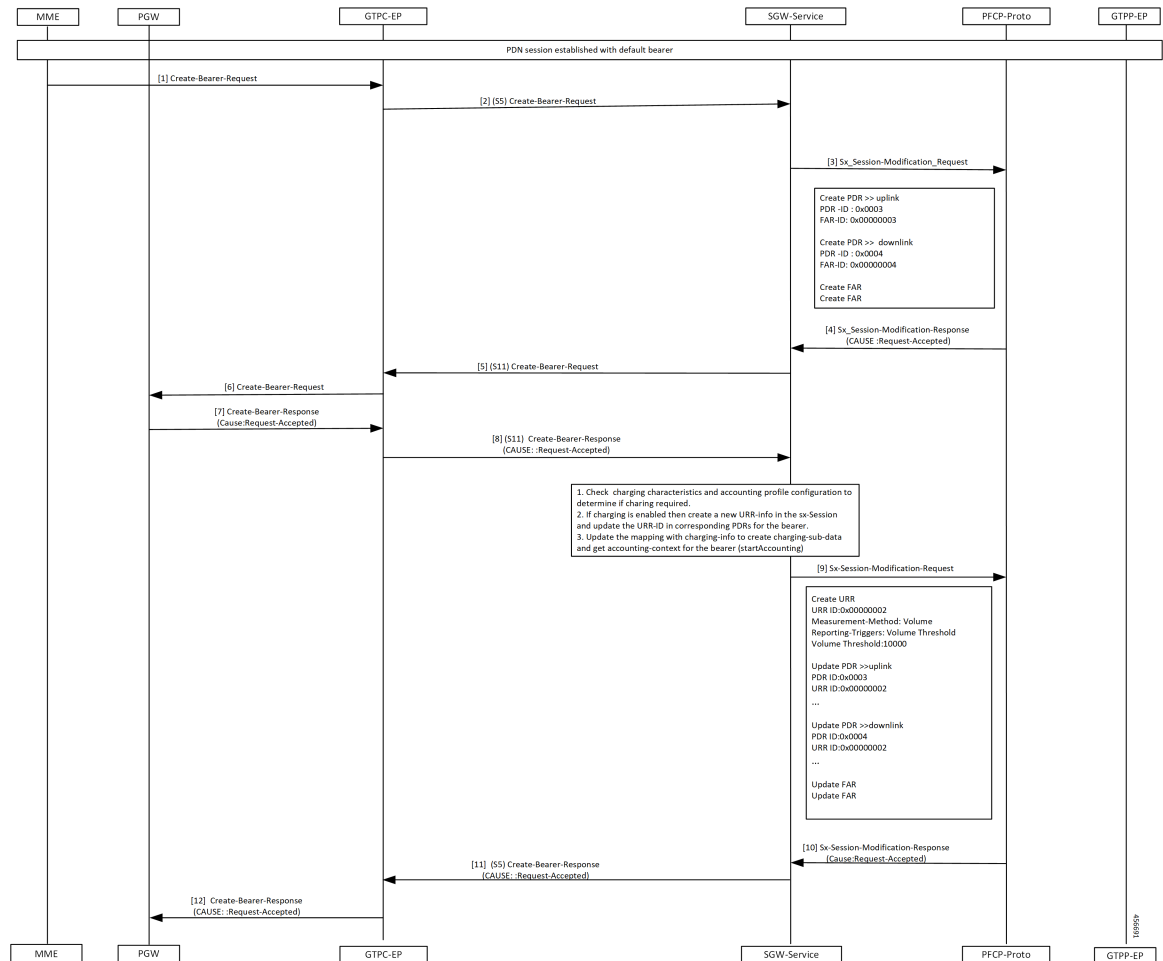 MME
PGW
GTPC-EP
SGW-Service
PFCP-Proto
GTPP-EP
PDN session established with default bearer
[1] Create-Bearer-Request
[2] (S5) Create-Bearer-Request
[3] Sx_Session-Modification_Request
Create PDR >> uplink
PDR -ID : 0x0003
FAR-ID: 0x00000003
Create PDR >>  downlink
PDR -ID : 0x0004
FAR-ID: 0x00000004
Create FAR
Create FAR
[4] Sx_Session-Modification-Response
(CAUSE :Request-Accepted)
[5] (S11) Create-Bearer-Request
[6] Create-Bearer-Request
[7] Create-Bearer-Response
(Cause:Request-Accepted)
[8] (S11)  Create-Bearer-Response
(CAUSE: :Request-Accepted)
1. Check  charging characteristics and accounting profile configuration to
determine if charing required.
2. If charging is enabled then create a new URR-info in the sx-Session
and update the URR-ID in corresponding PDRs for the bearer.
3. Update the mapping with charging-info to create charging-sub-data
and get accounting-context for the bearer (startAccounting)
[9] Sx-Session-Modification-Request
Create URR
URR ID:0x00000002
Measurement-Method: Volume
Reporting-Triggers: Volume Threshold
Volume Threshold:10000
Update PDR >>uplink
PDR ID:0x0003
URR ID:0x00000002
...
Update PDR >>downlink
PDR ID:0x0004
URR ID:0x00000002
...
Update FAR
Update FAR
[10] Sx-Session-Modification-Response
(Cause:Request-Accepted)
[11]  (S5) Create-Bearer-Response
(CAUSE: :Request-Accepted)
[12]  Create-Bearer-Response
(CAUSE: :Request-Accepted)
456691
MME
PGW
GTPC-EP
SGW-Service
PFCP-Proto
GTPP-EP